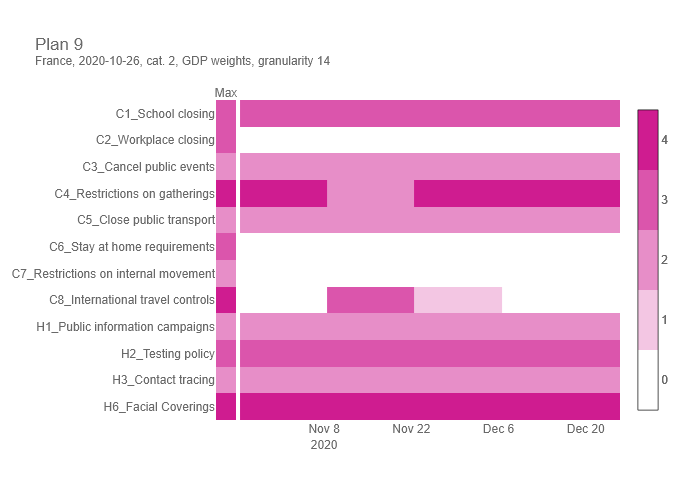 Plan 9
France, 2020-10-26, cat. 2, GDP weights, granularity 14
Max
C1_School closing
C2_Workplace closing
C3_Cancel public events
C4_Restrictions on gatherings
C5_Close public transport
C6_Stay at home requirements
C7_Restrictions on internal movement
C8_International travel controls
H1_Public information campaigns
H2_Testing policy
H3_Contact tracing
H6_Facial Coverings
Nov 8
2020
Nov 22
Dec 6
Dec 20
4
3
2
1
0